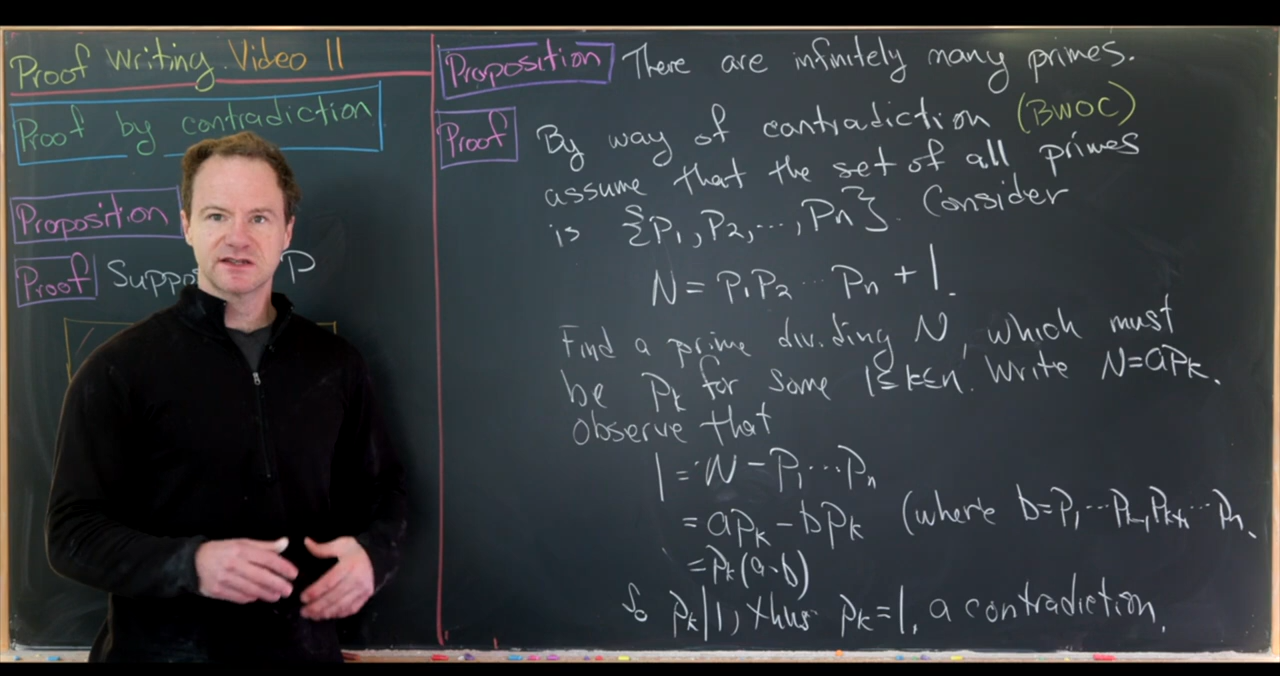 Proof Writing Video 11
Proof by contradiction
Proposition
Proof Suppo P
Proposition There are infinitely many primes.
Proof By way of contradiction (BWOC)
assume that the set of all primes
is {P₁, P₂, ..., Pn}. Consider
N = P₁P₂ ... Pn + 1.
Find a prime dividing N, which must
be Pk for some 1≤k≤n. Write N=aPk.
Observe that
1 = N - P₁...Pn
= aPk - bPk (where b=P₁...Pk-1Pk+1...Pn.
= Pk(a-b)
So Pk|1, thus Pk=1, a contradiction.